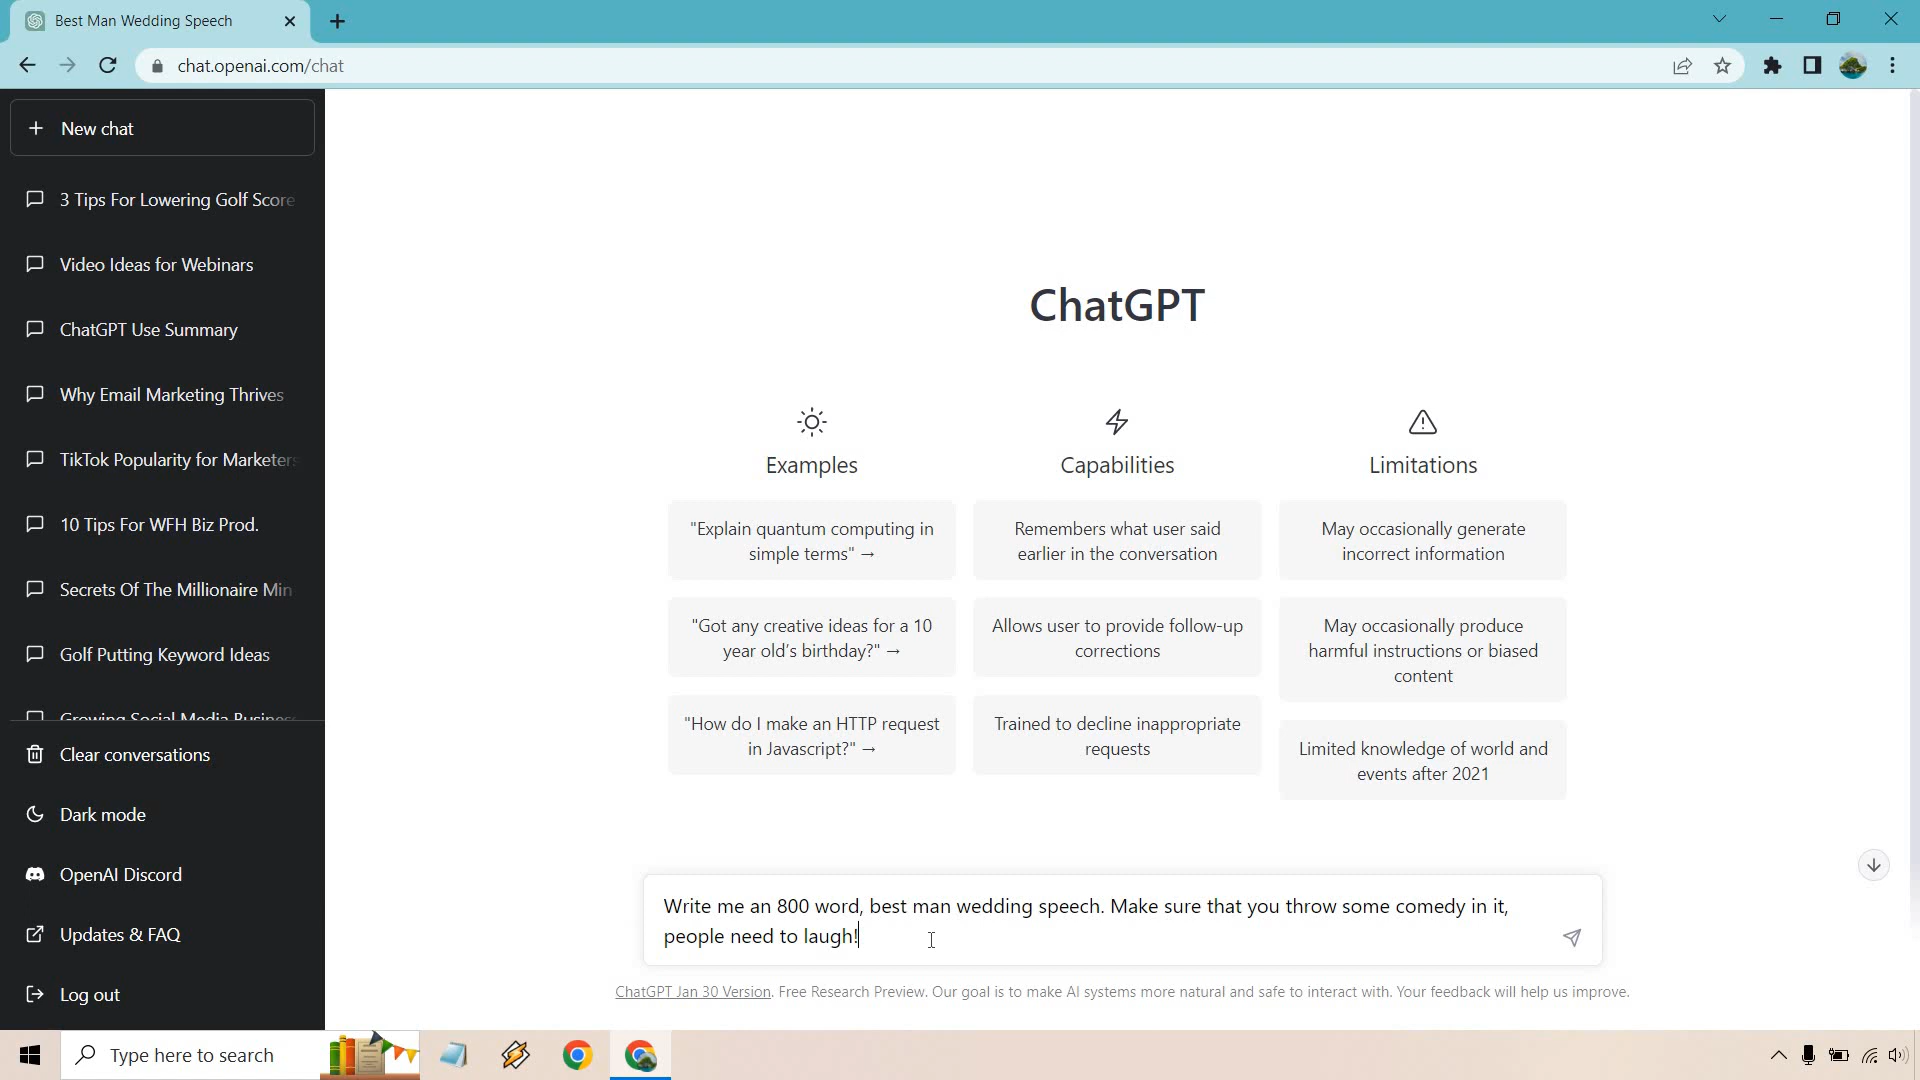 Best Man Wedding Speech
chat.openai.com/chat
New chat
3 Tips For Lowering Golf Score
Video Ideas for Webinars
ChatGPT Use Summary
Why Email Marketing Thrives
TikTok Popularity for Marketers
10 Tips For WFH Biz Prod.
Secrets Of The Millionaire Min
Golf Putting Keyword Ideas
Growing Social Media Busines
Clear conversations
Dark mode
OpenAI Discord
Updates & FAQ
Log out
ChatGPT
Examples
"Explain quantum computing in
simple terms" →
"Got any creative ideas for a 10
year old's birthday?" →
"How do I make an HTTP request
in Javascript?" →
Capabilities
Remembers what user said
earlier in the conversation
Allows user to provide follow-up
corrections
Trained to decline inappropriate
requests
Limitations
May occasionally generate
incorrect information
May occasionally produce
harmful instructions or biased
content
Limited knowledge of world and
events after 2021
Write me an 800 word, best man wedding speech. Make sure that you throw some comedy in it,
people need to laugh!
ChatGPT Jan 30 Version. Free Research Preview. Our goal is to make AI systems more natural and safe to interact with. Your feedback will help us improve.
Type here to search